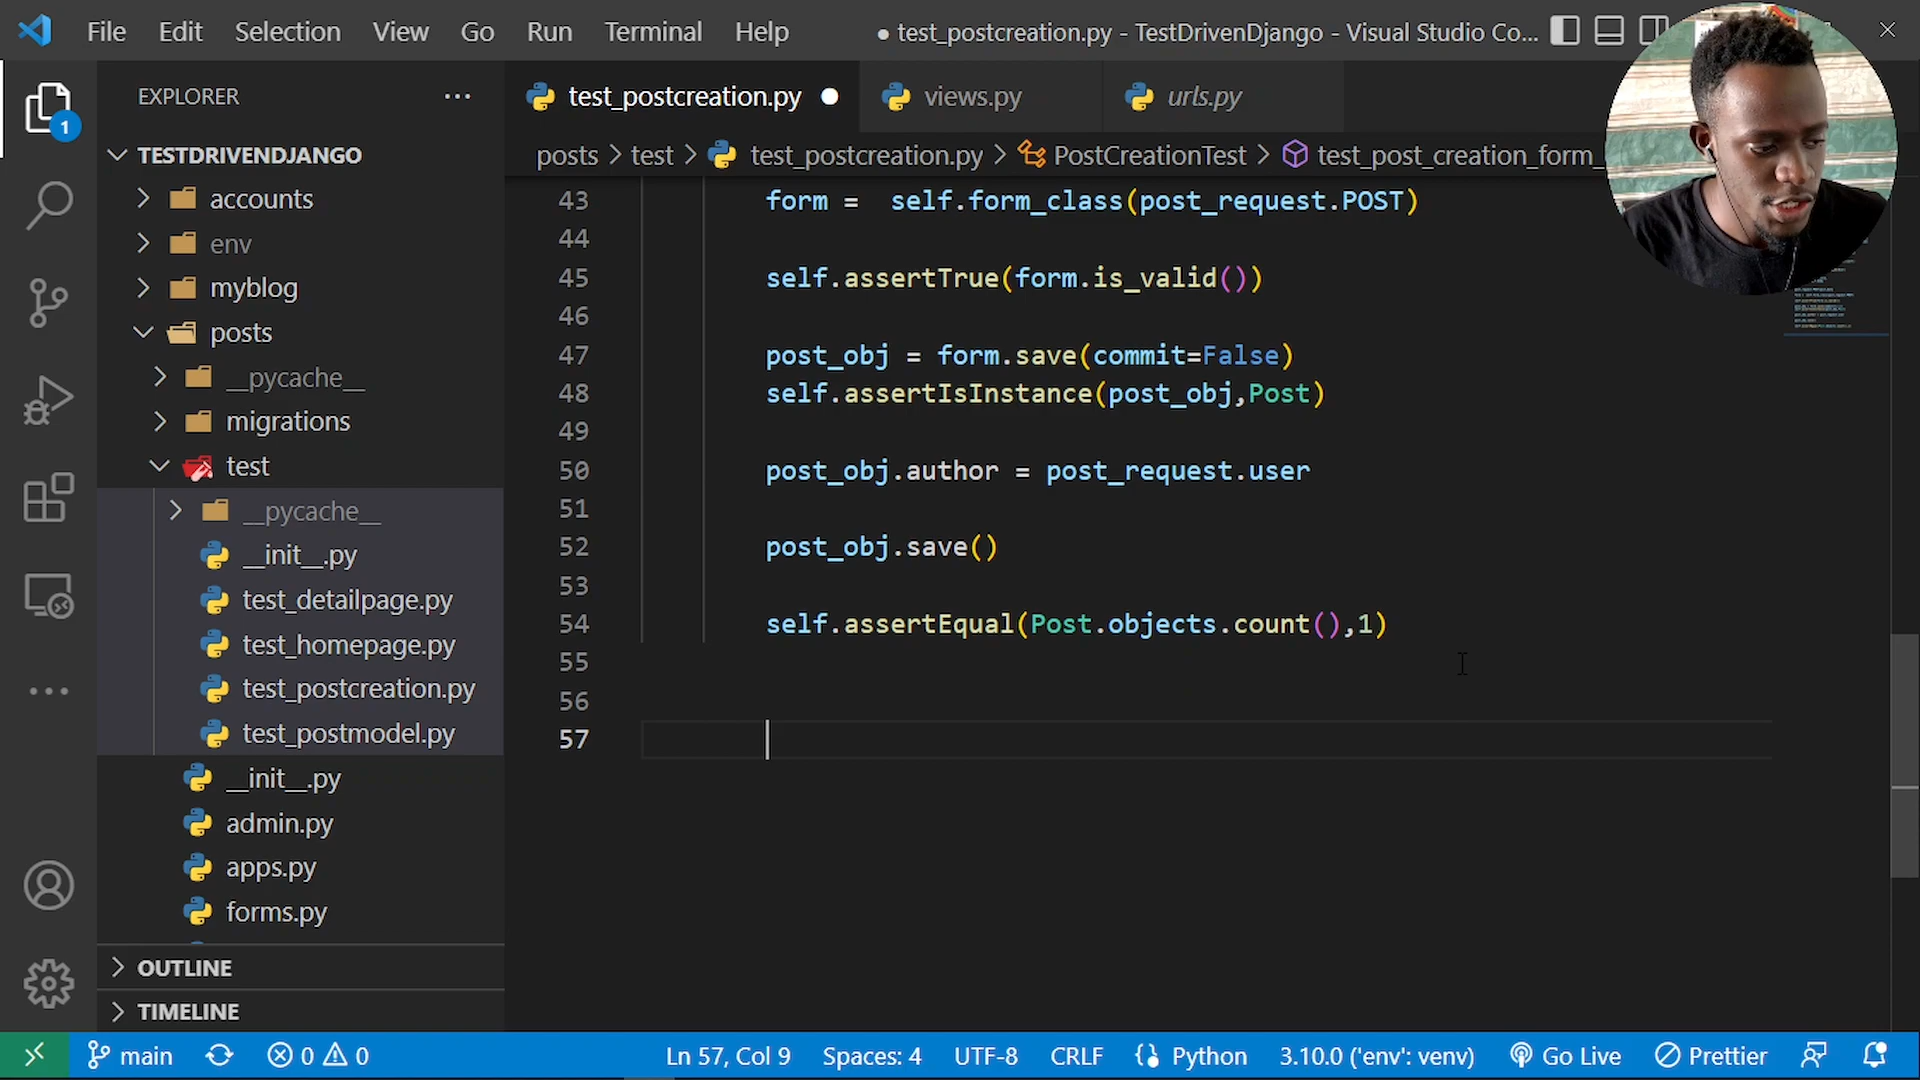 File Edit Selection View Go Run Terminal Help
● test_postcreation.py - TestDrivenDjango - Visual Studio Co...
EXPLORER
test_postcreation.py
views.py
urls.py
1
TESTDRIVENDJANGO
posts > test > test_postcreation.py > PostCreationTest > test_post_creation_form_
accounts
env
myblog
posts
__pycache__
migrations
test
__pycache__
__init__.py
test_detailpage.py
test_homepage.py
test_postcreation.py
test_postmodel.py
__init__.py
admin.py
apps.py
forms.py
OUTLINE
TIMELINE
43 form =  self.form_class(post_request.POST)
44
45 self.assertTrue(form.is_valid())
46
47 post_obj = form.save(commit=False)
48 self.assertIsInstance(post_obj,Post)
49
50 post_obj.author = post_request.user
51
52 post_obj.save()
53
54 self.assertEqual(Post.objects.count(),1)
55
56
57
main 0 0 Ln 57, Col 9 Spaces: 4 UTF-8 CRLF Python 3.10.0 ('env': venv) Go Live Prettier